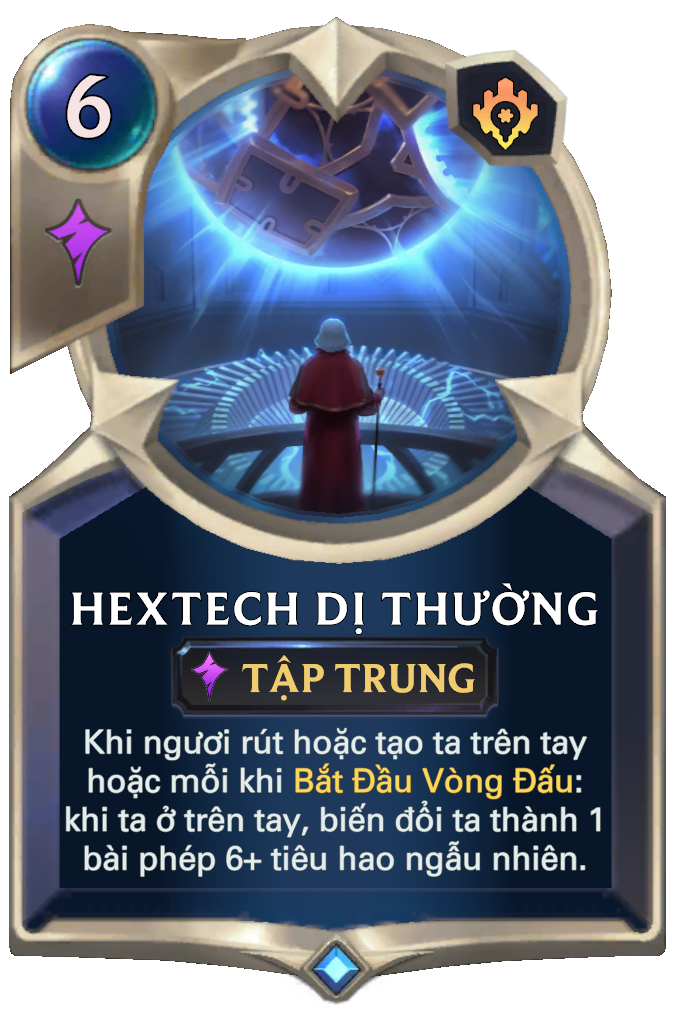 6
HEXTECH DỊ THƯỜNG
TẬP TRUNG
Khi ngươi rút hoặc tạo ta trên tay
hoặc mỗi khi Bắt Đầu Vòng Đấu:
khi ta ở trên tay, biến đổi ta thành 1
bài phép 6+ tiêu hao ngẫu nhiên.